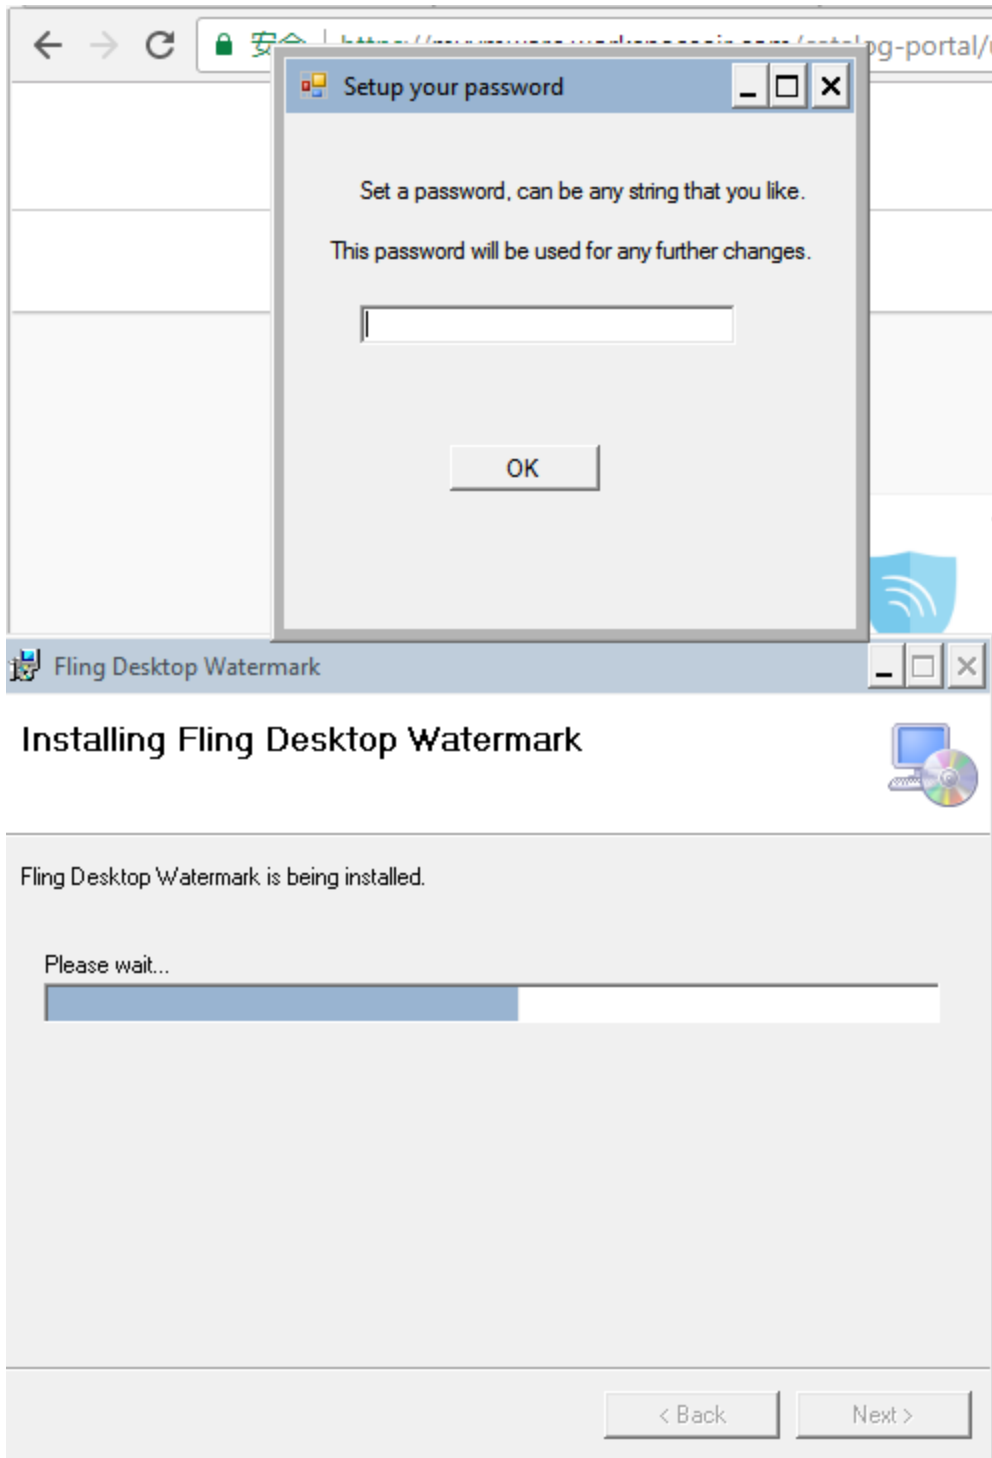 安全
/catalog-portal/
Setup your password
Set a password, can be any string that you like.
This password will be used for any further changes.
OK
Fling Desktop Watermark
Installing Fling Desktop Watermark
Fling Desktop Watermark is being installed.
Please wait...
< Back
Next >